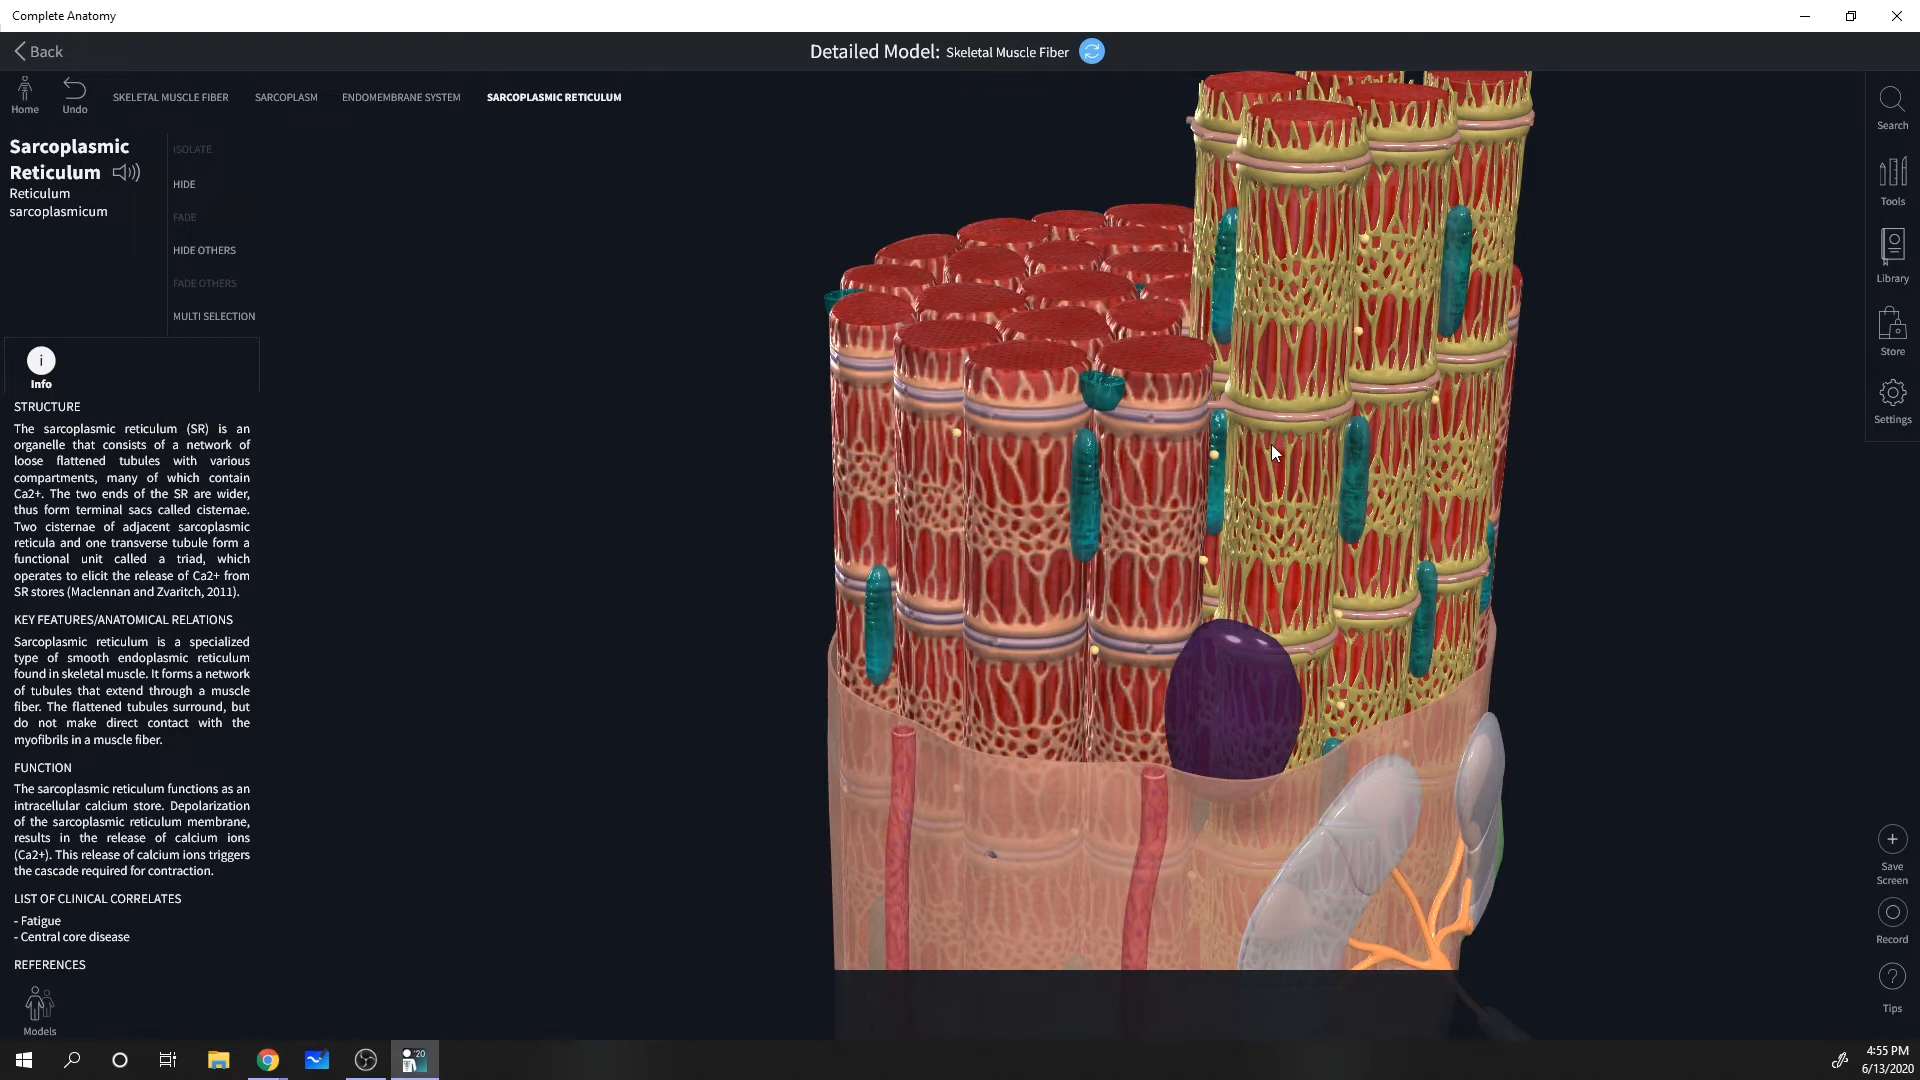 Complete Anatomy
Back
Detailed Model: Skeletal Muscle Fiber
Home
Undo
SKELETAL MUSCLE FIBER
SARCOPLASM
ENDOMEMBRANE SYSTEM
SARCOPLASMIC RETICULUM
Sarcoplasmic
Reticulum
Reticulum
sarcoplasmicum
ISOLATE
HIDE
FADE
HIDE OTHERS
FADE OTHERS
MULTI SELECTION
i
Info
STRUCTURE
The sarcoplasmic reticulum (SR) is an
organelle that consists of a network of
loose flattened tubules with various
compartments, many of which contain
Ca2+. The two ends of the SR are wider,
thus form terminal sacs called cisternae.
Two cisternae of adjacent sarcoplasmic
reticula and one transverse tubule form a
functional unit called a triad, which
operates to elicit the release of Ca2+ from
SR stores (Maclennan and Zvaritch, 2011).
KEY FEATURES/ANATOMICAL RELATIONS
Sarcoplasmic reticulum is a specialized
type of smooth endoplasmic reticulum
found in skeletal muscle. It forms a network
of tubules that extend through a muscle
fiber. The flattened tubules surround, but
do not make direct contact with the
myofibrils in a muscle fiber.
FUNCTION
The sarcoplasmic reticulum functions as an
intracellular calcium store. Depolarization
of the sarcoplasmic reticulum membrane,
results in the release of calcium ions
(Ca2+). This release of calcium ions triggers
the cascade required for contraction.
LIST OF CLINICAL CORRELATES
- Fatigue
- Central core disease
REFERENCES
Models
Search
Tools
Library
Store
Settings
Save
Screen
Record
?
Tips
'20
4:55 PM
6/13/2020